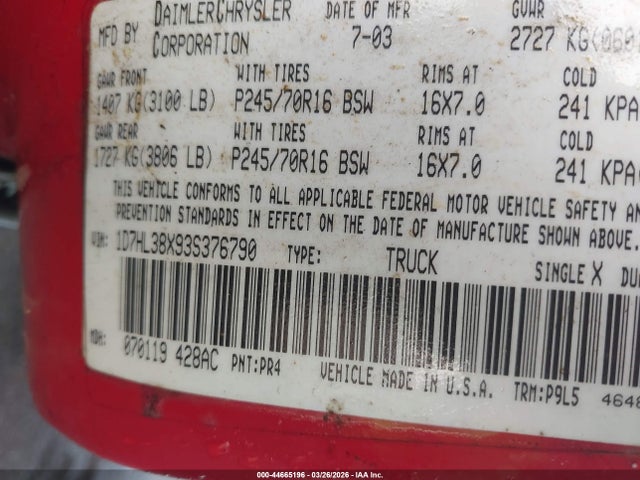 MFD BY DAIMLERCHRYSLER CORPORATION DATE OF MFR 7-03 GVWR 2727 KG
GAWR FRONT WITH TIRES RIMS AT COLD
1407 KG(3100 LB) P245/70R16 BSW 16X7.0 241 KPA
GAWR REAR WITH TIRES RIMS AT COLD
1727 KG(3806 LB) P245/70R16 BSW 16X7.0 241 KPA
THIS VEHICLE CONFORMS TO ALL APPLICABLE FEDERAL MOTOR VEHICLE SAFETY AND
PREVENTION STANDARDS IN EFFECT ON THE DATE OF MANUFACTURE SHOWN ABOVE.
VIN: 1D7HL38X93S376790 TYPE: TRUCK SINGLE X
MDH: 070119 428AC PNT:PR4 VEHICLE MADE IN U.S.A. TRM:P9L5 4648
000-44665196 | 03/26/2026 | IAA Inc.